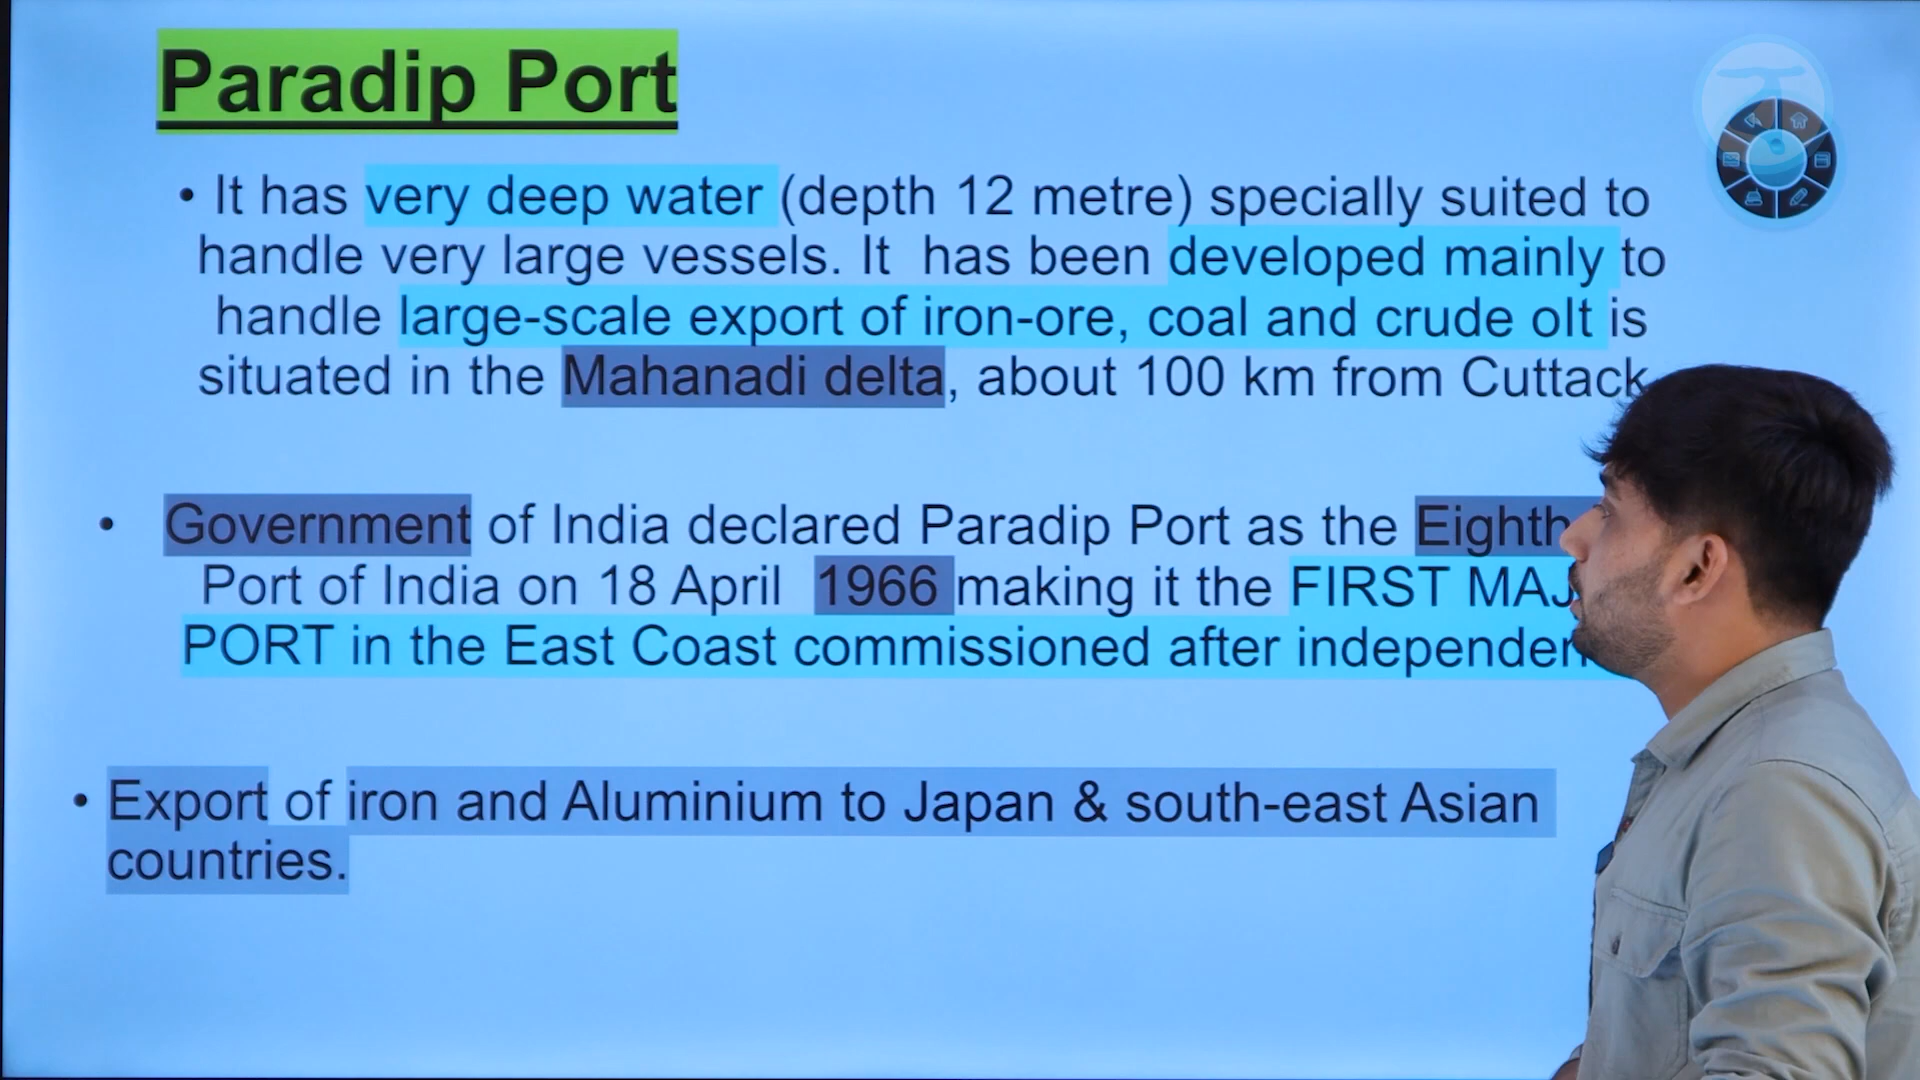 Paradip Port
• It has very deep water (depth 12 metre) specially suited to
handle very large vessels. It has been developed mainly to
handle large-scale export of iron-ore, coal and crude olt is
situated in the Mahanadi delta, about 100 km from Cuttack
• Government of India declared Paradip Port as the Eighth
Port of India on 18 April 1966 making it the FIRST
PORT in the East Coast commissioned after
• Export of iron and Aluminium to Japan & south-east Asian
countries.